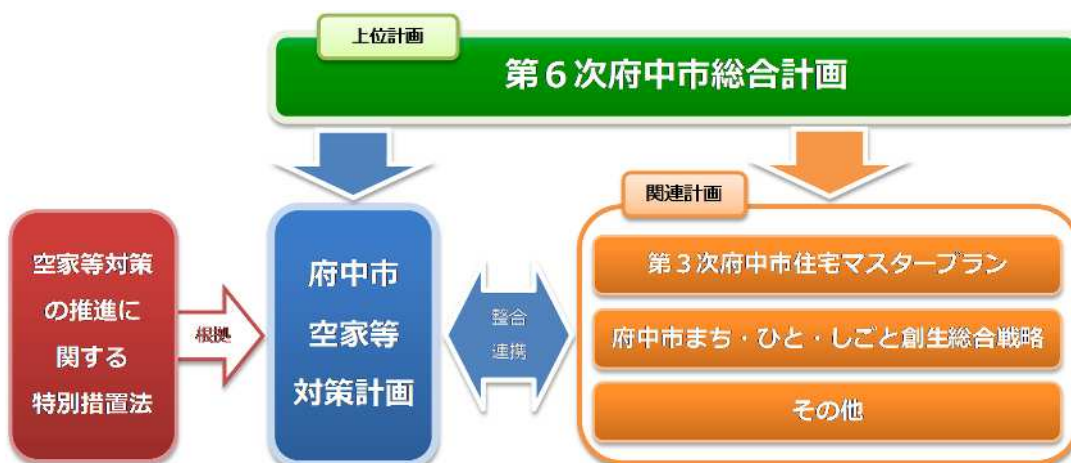 上位計画
第６次府中市総合計画
関連計画
空家等対策
の推進に
関する
特別措置法
根拠
府中市
空家等
対策計画
整合
連携
第３次府中市住宅マスタープラン
府中市まち・ひと・しごと創生総合戦略
その他